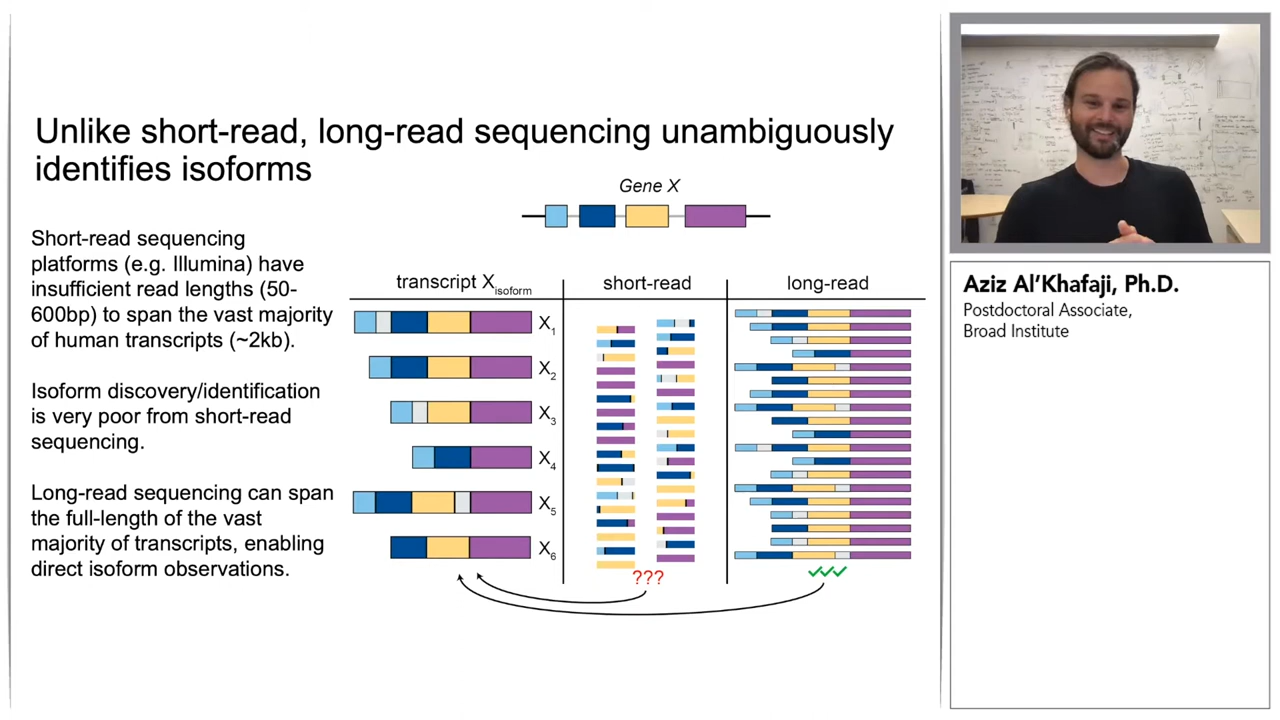 Unlike short-read, long-read sequencing unambiguously
identifies isoforms
Gene X
Short-read sequencing
platforms (e.g. Illumina) have
insufficient read lengths (50-
600bp) to span the vast majority
of human transcripts (~2kb).
Isoform discovery/identification
is very poor from short-read
sequencing.
Long-read sequencing can span
the full-length of the vast
majority of transcripts, enabling
direct isoform observations.
transcript Xisoform
short-read
long-read
X1
X2
X3
X4
X5
X6
???
✓✓✓
Aziz Al’Khafaji, Ph.D.
Postdoctoral Associate,
Broad Institute